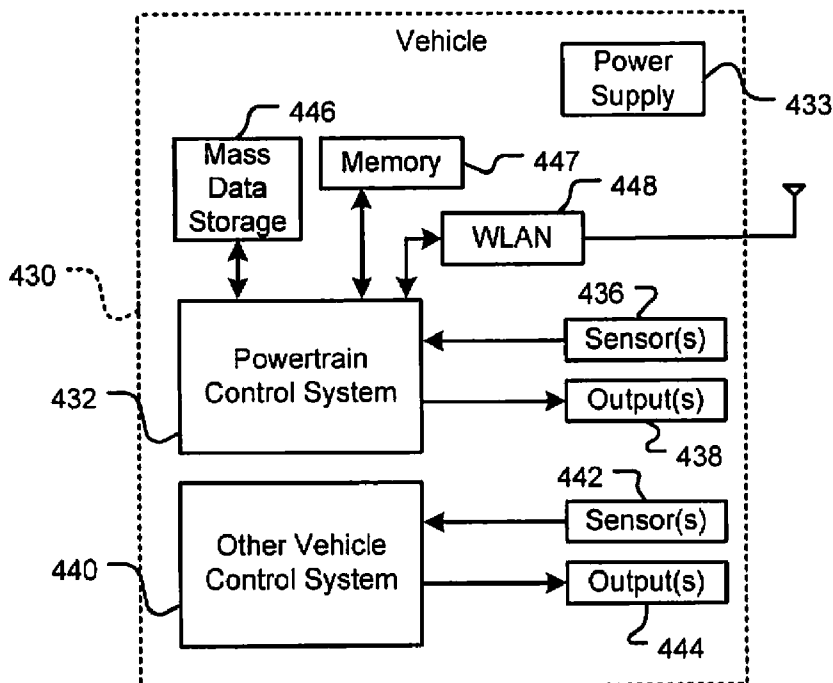 Vehicle
Power
Supply
433
446
Mass
Data
Storage
Memory
447
448
WLAN
430
436
Sensor(s)
Powertrain
Control System
432
Output(s)
438
442
Sensor(s)
Other Vehicle
Control System
440
Output(s)
444